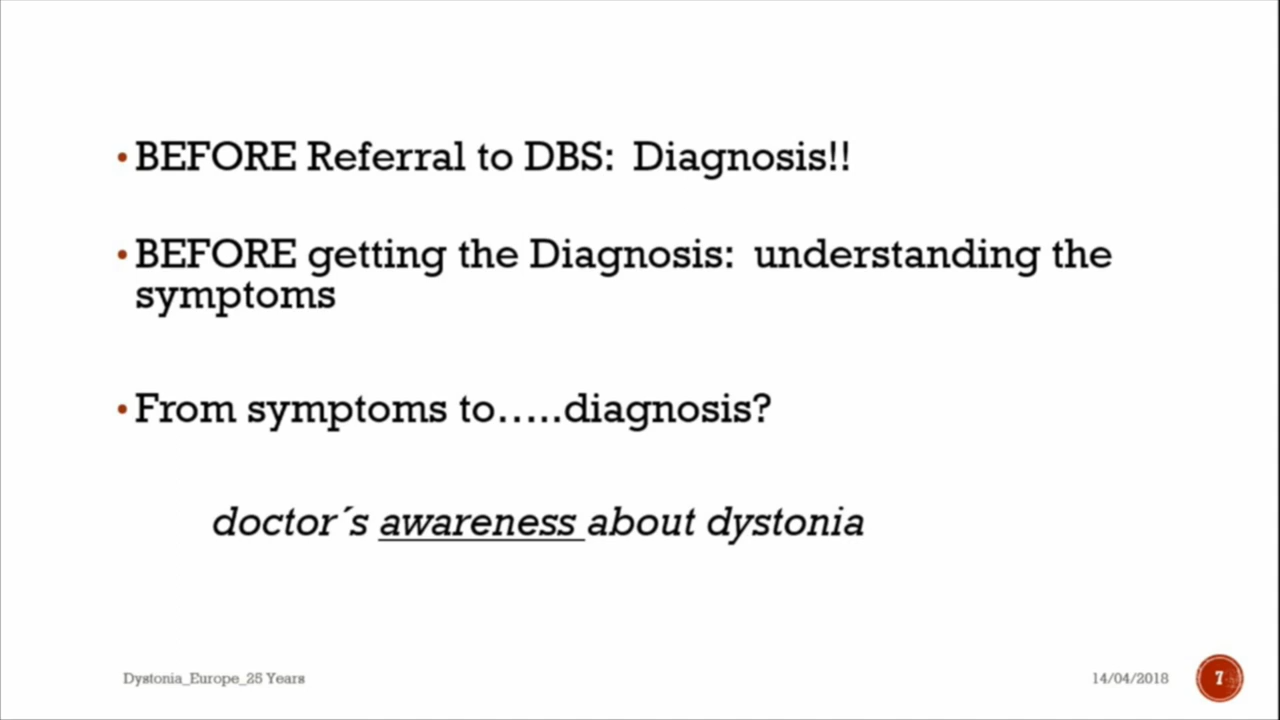 • BEFORE Referral to DBS:  Diagnosis!!
• BEFORE getting the Diagnosis:  understanding the
symptoms
• From symptoms to…..diagnosis?
doctor´s awareness about dystonia
Dystonia_Europe_25 Years
14/04/2018
7